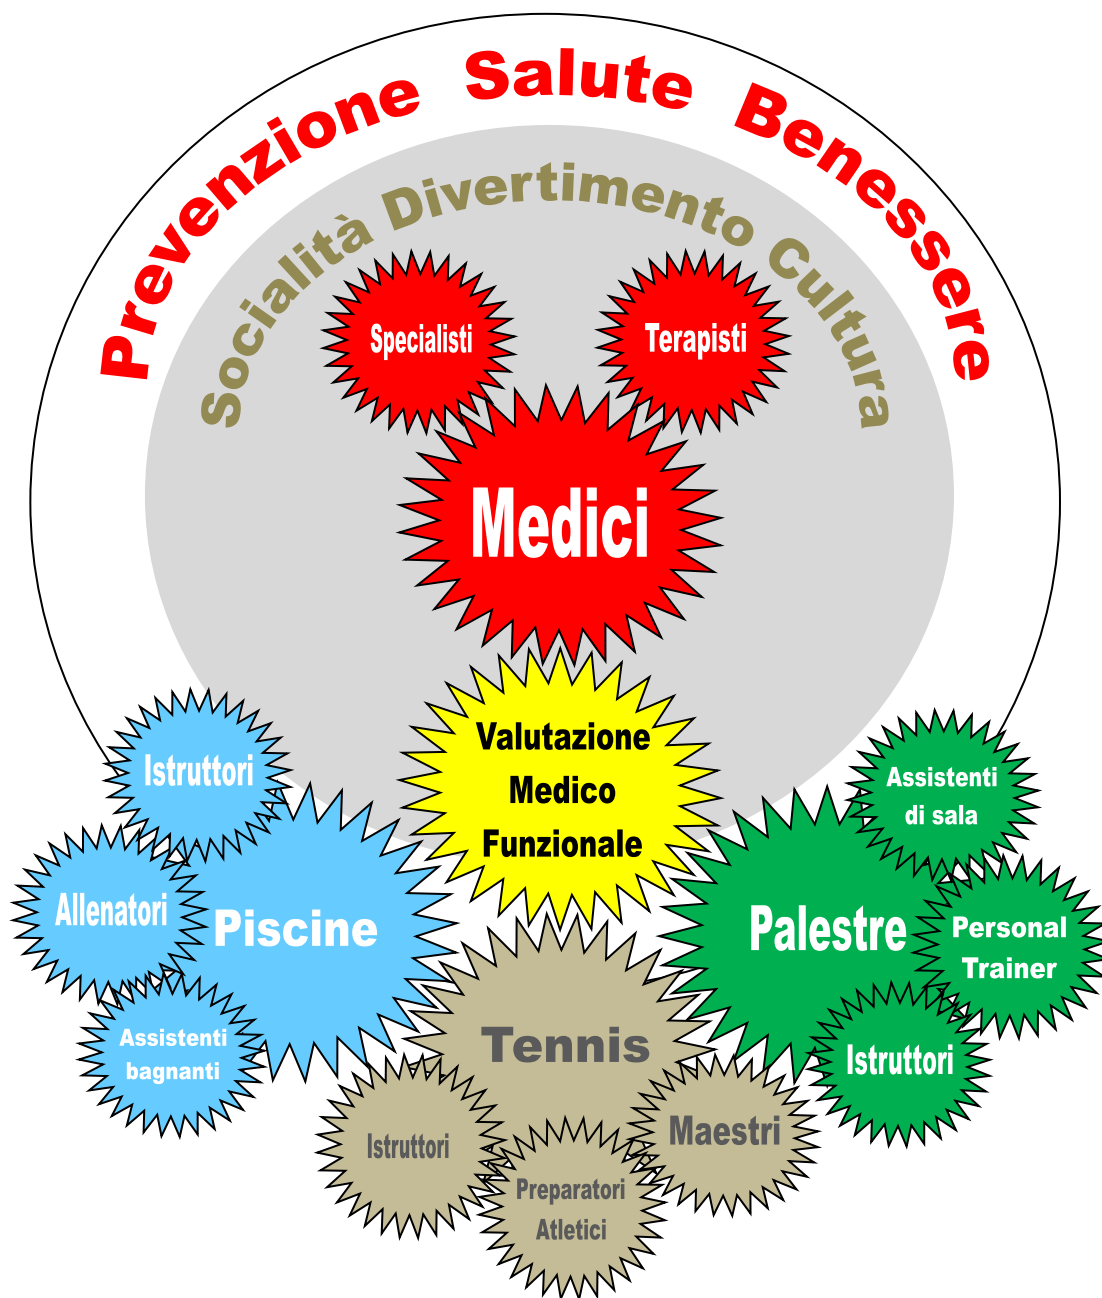 Prevenzione Salute Benessere
Socialità Divertimento Cultura
Specialisti
Terapisti
Medici
Valutazione
Medico
Funzionale
Istruttori
Allenatori
Piscine
Assistenti
bagnanti
Assistenti
di sala
Palestre
Personal
Trainer
Istruttori
Tennis
Istruttori
Preparatori
Atletici
Maestri